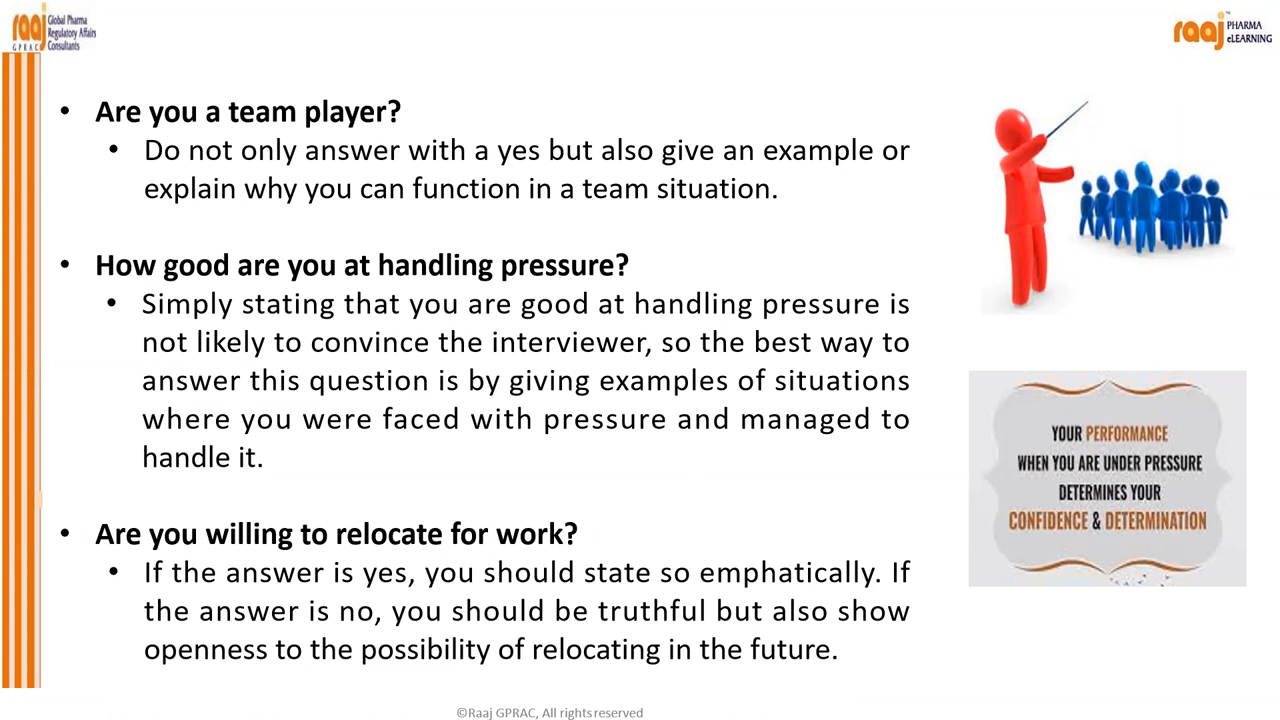 raaj
Global Pharma
Regulatory Affairs
Consultants
GPRAC
raaj
TM
PHARMA
eLEARNING
• Are you a team player?
• Do not only answer with a yes but also give an example or
explain why you can function in a team situation.
• How good are you at handling pressure?
• Simply stating that you are good at handling pressure is
not likely to convince the interviewer, so the best way to
answer this question is by giving examples of situations
where you were faced with pressure and managed to
handle it.
• Are you willing to relocate for work?
• If the answer is yes, you should state so emphatically. If
the answer is no, you should be truthful but also show
openness to the possibility of relocating in the future.
YOUR PERFORMANCE
WHEN YOU ARE UNDER PRESSURE
DETERMINES YOUR
CONFIDENCE & DETERMINATION
©Raaj GPRAC, All rights reserved